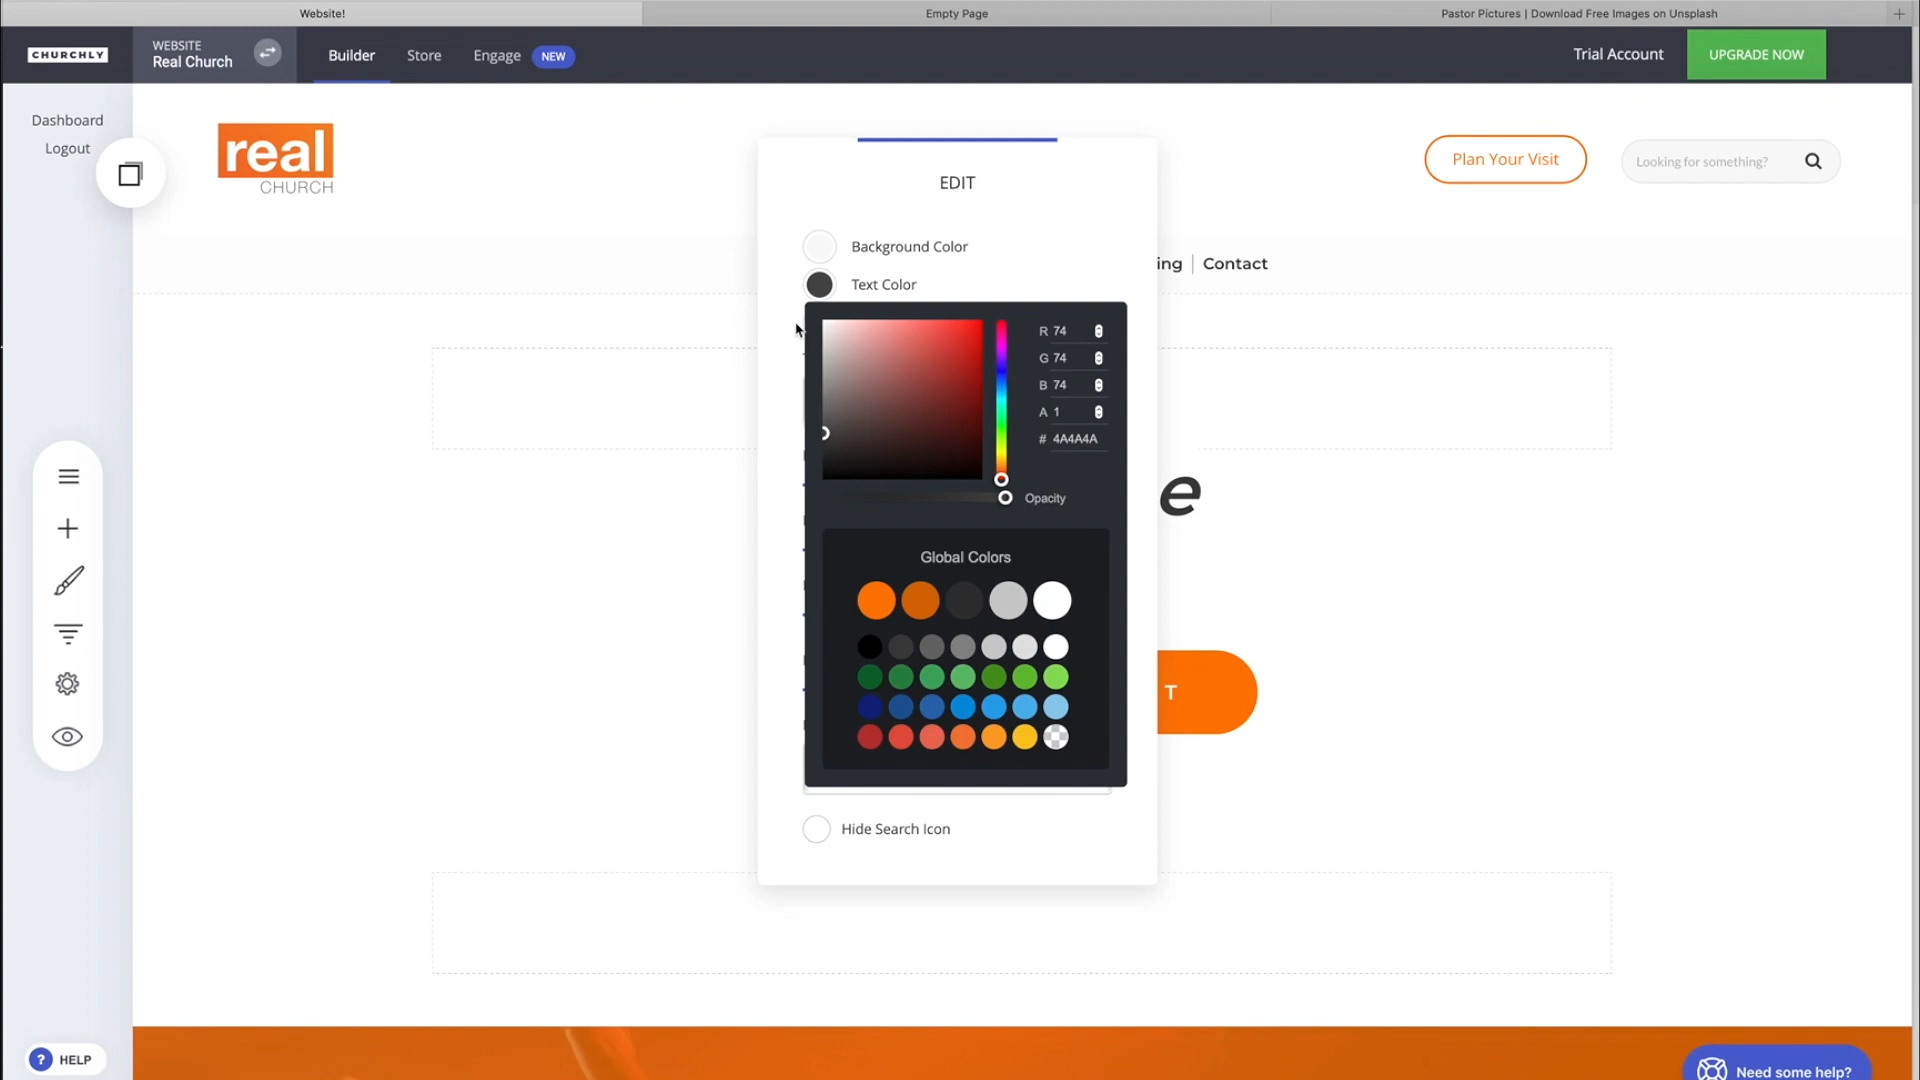 Website!
Empty Page
Pastor Pictures | Download Free Images on Unsplash
CHURCHLY
WEBSITE
Real Church
Builder
Store
Engage
NEW
Trial Account
UPGRADE NOW
Dashboard
Logout
real
CHURCH
Plan Your Visit
Looking for something?
EDIT
Background Color
Text Color
ing
Contact
R 74
G 74
B 74
A 1
# 4A4A4A
Opacity
e
Global Colors
T
Hide Search Icon
? HELP
Need some help?